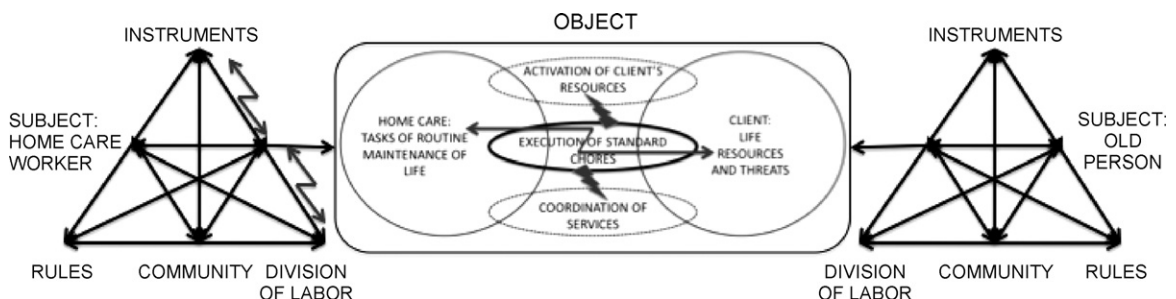 OBJECT
INSTRUMENTS
SUBJECT:
HOME CARE
WORKER
RULES
COMMUNITY
DIVISION
OF LABOR
ACTIVATION OF CLIENT'S
RESOURCES
HOME CARE:
TASKS OF ROUTINE
MAINTENANCE OF
LIFE
EXECUTION OF STANDARD
CHORES
CLIENT:
LIFE
RESOURCES
AND THREATS
COORDINATION OF
SERVICES
INSTRUMENTS
SUBJECT:
OLD
PERSON
DIVISION
OF LABOR
COMMUNITY
RULES